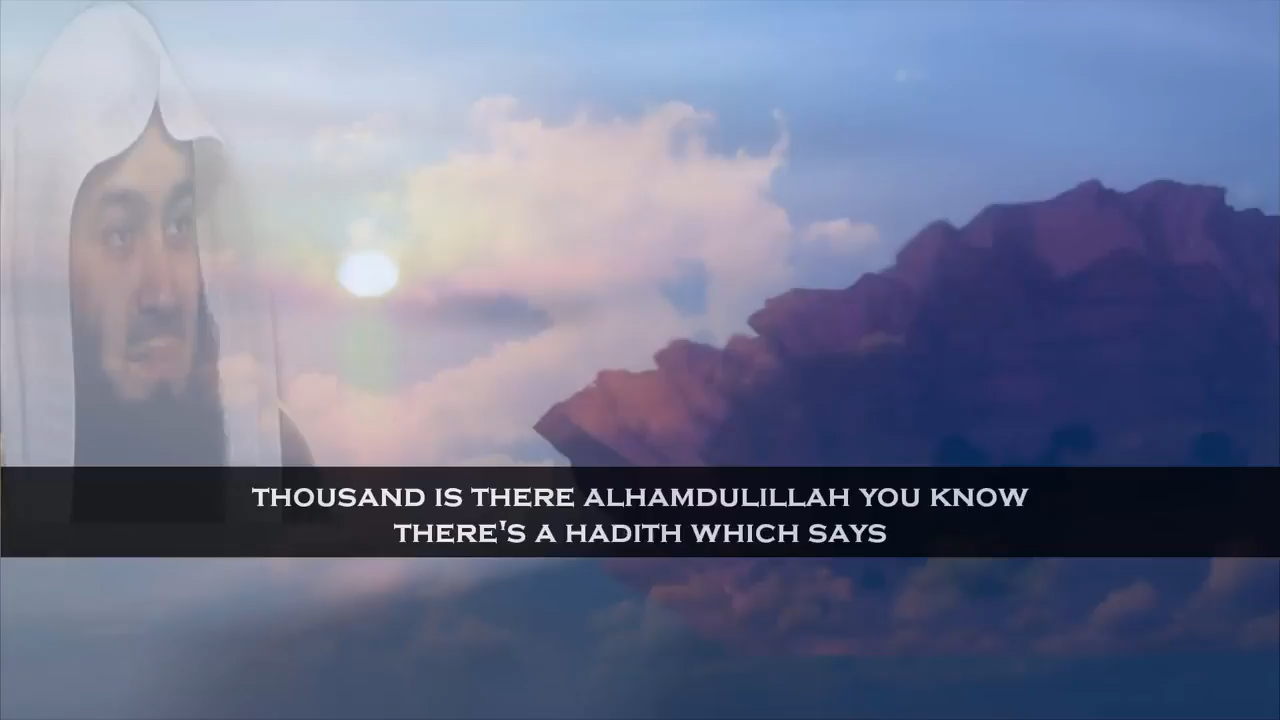 THOUSAND IS THERE ALHAMDULILLAH YOU KNOW
THERE'S A HADITH WHICH SAYS